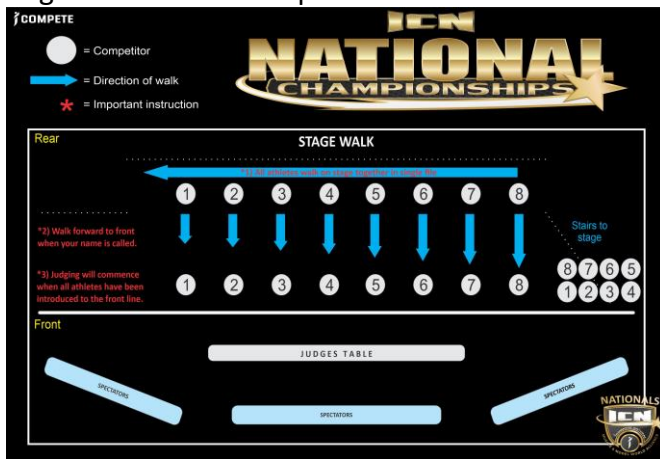 COMPETE
= Competitor
= Direction of walk
* = Important instruction
ICN
NATIONAL
CHAMPIONSHIPS
Rear
STAGE WALK
*1) All athletes walk on stage together in single file
1 2 3 4 5 6 7 8
*2) Walk forward to front
when your name is called.
Stairs to
stage
*3) Judging will commence
when all athletes have been
introduced to the front line.
1 2 3 4 5 6 7 8
8 7 6 5
1 2 3 4
Front
JUDGES TABLE
SPECTATORS
SPECTATORS
SPECTATORS
NATIONALS
ICN